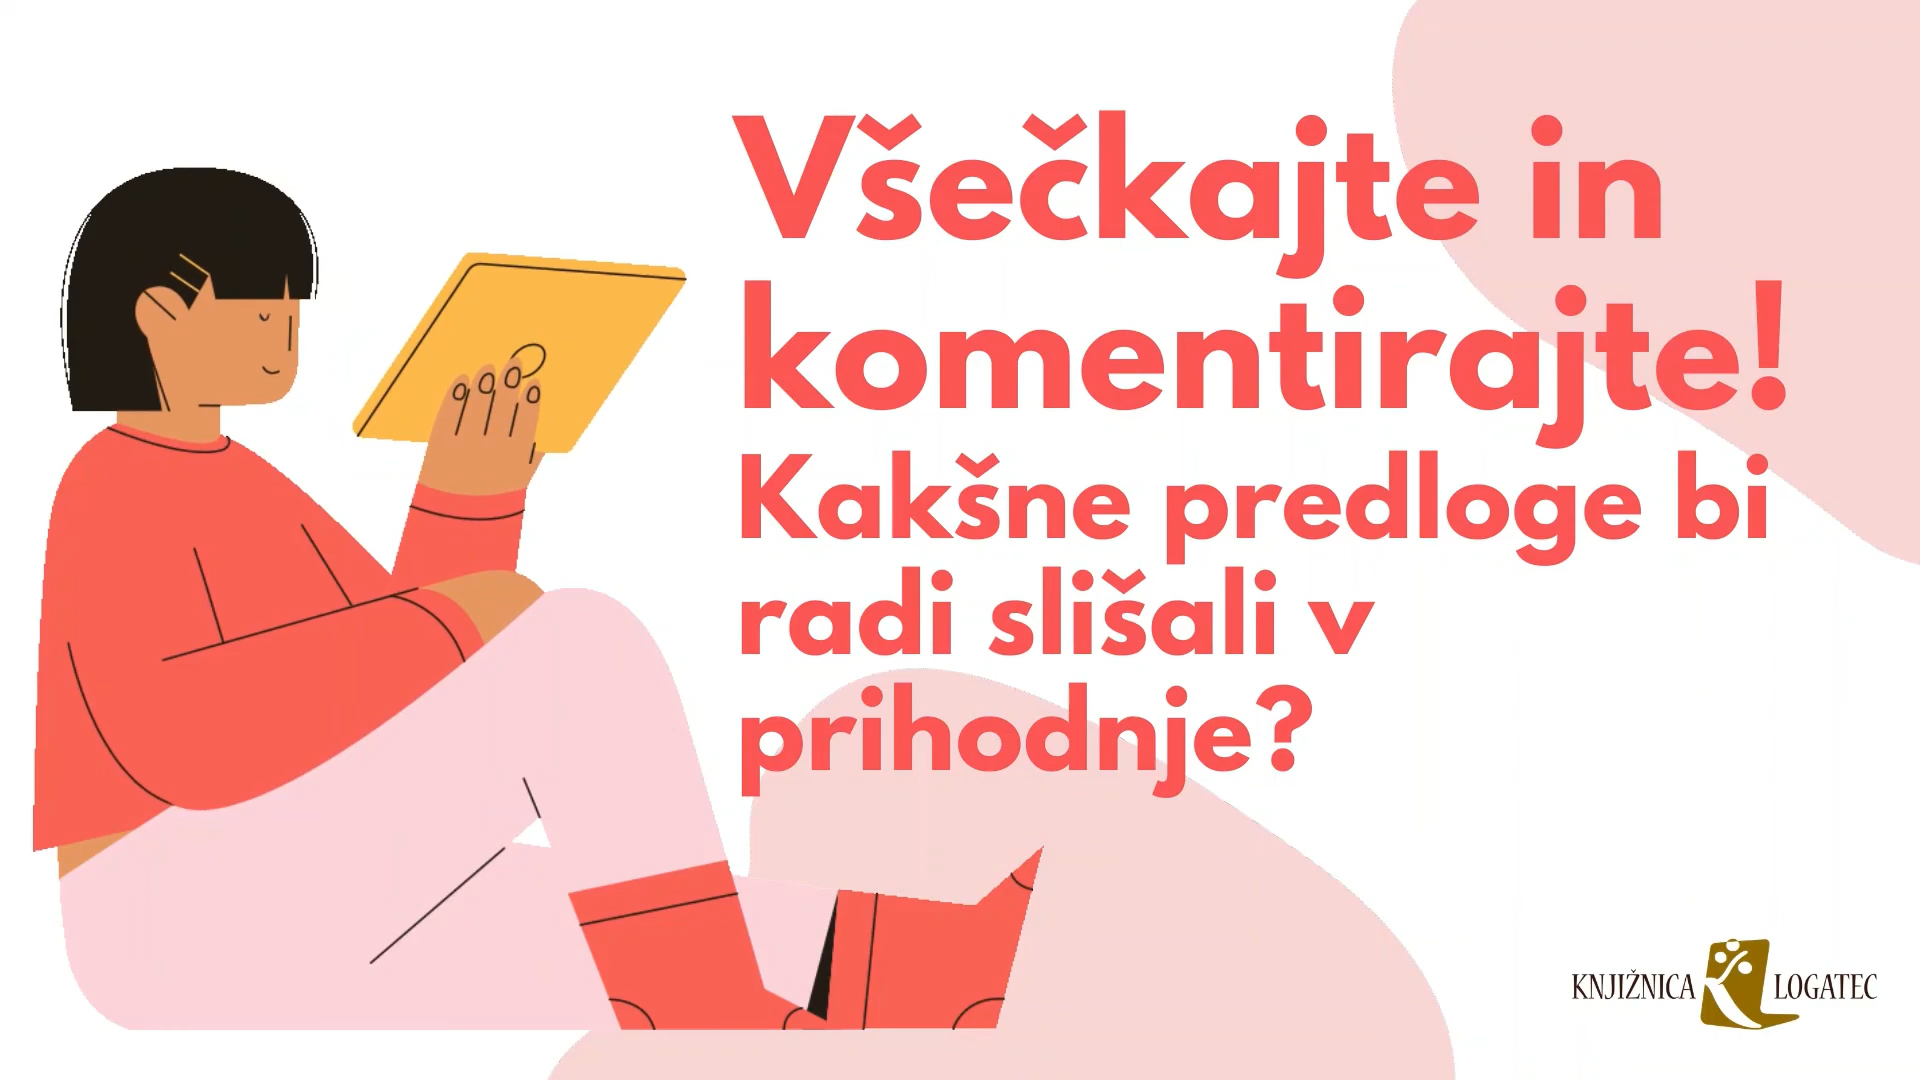 Všečkajte in
komentirajte!
Kakšne predloge bi
radi slišali v
prihodnje?
KNJIŽNICA LOGATEC